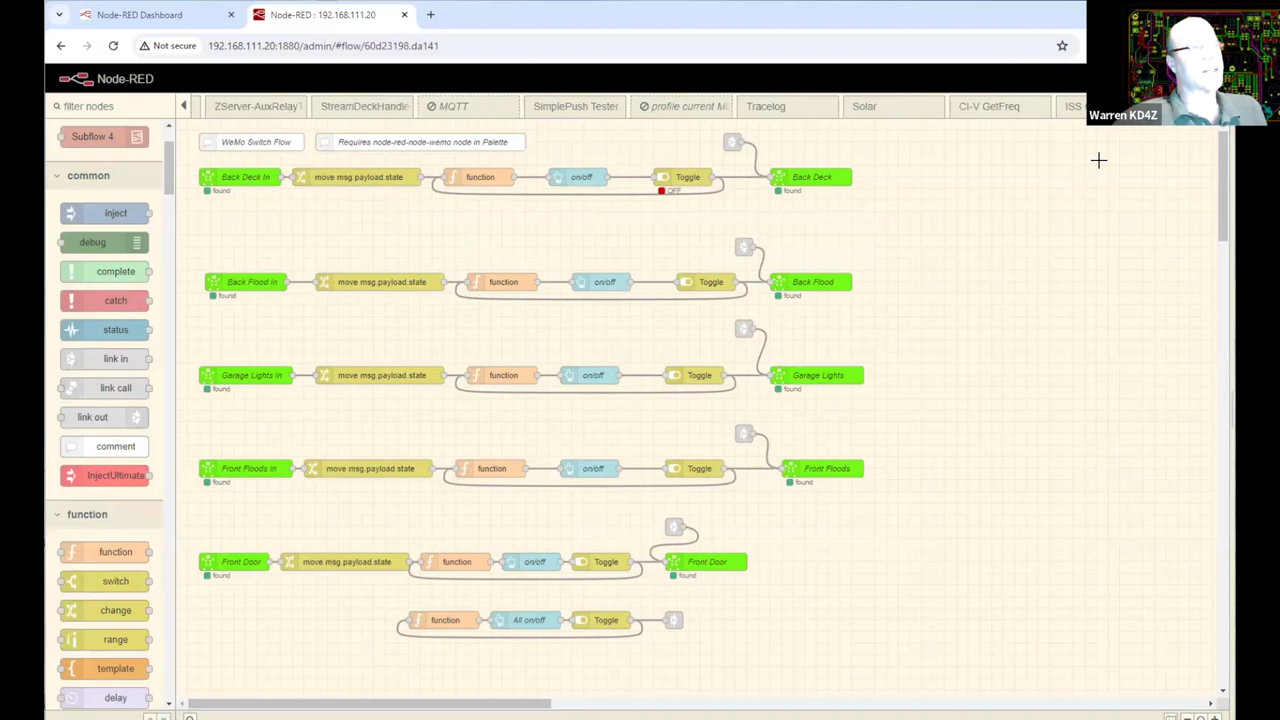 Node-RED Dashboard
Node-RED : 192.168.111.20
Not secure
192.168.111.20:1880/admin/#flow/60d23198.da141
Warren KD4Z
Node-RED
filter nodes
ZServer-AuxRelayT
StreamDeckHandle
MQTT
SimplePush Tester
profile current Mi
Tracelog
Solar
CI-V GetFreq
ISS
Subflow 4
common
inject
debug
complete
catch
status
link in
link call
link out
comment
InjectUltimate
function
function
switch
change
range
template
delay
WeMo Switch Flow
Requires node-red-node-wemo node in Palette
Back Deck In
move msg.payload.state
function
on/off
Toggle
Back Deck
found
OFF
found
Back Flood In
move msg.payload.state
function
on/off
Toggle
Back Flood
found
found
Garage Lights In
move msg.payload.state
function
on/off
Toggle
Garage Lights
found
found
Front Floods In
move msg.payload.state
function
on/off
Toggle
Front Floods
found
found
Front Door
move msg.payload.state
function
on/off
Toggle
Front Door
found
found
function
All on/off
Toggle